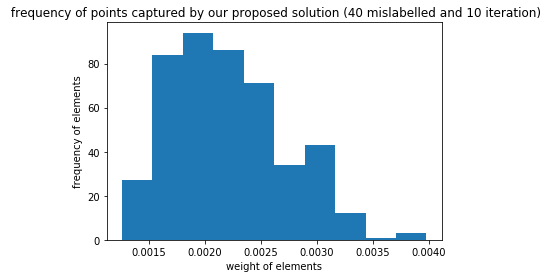 frequency of points captured by our proposed solution (40 mislabelled and 10 iteration)
80
60
40
20
0
frequency of elements
0.0015 0.0020 0.0025 0.0030 0.0035 0.0040
weight of elements